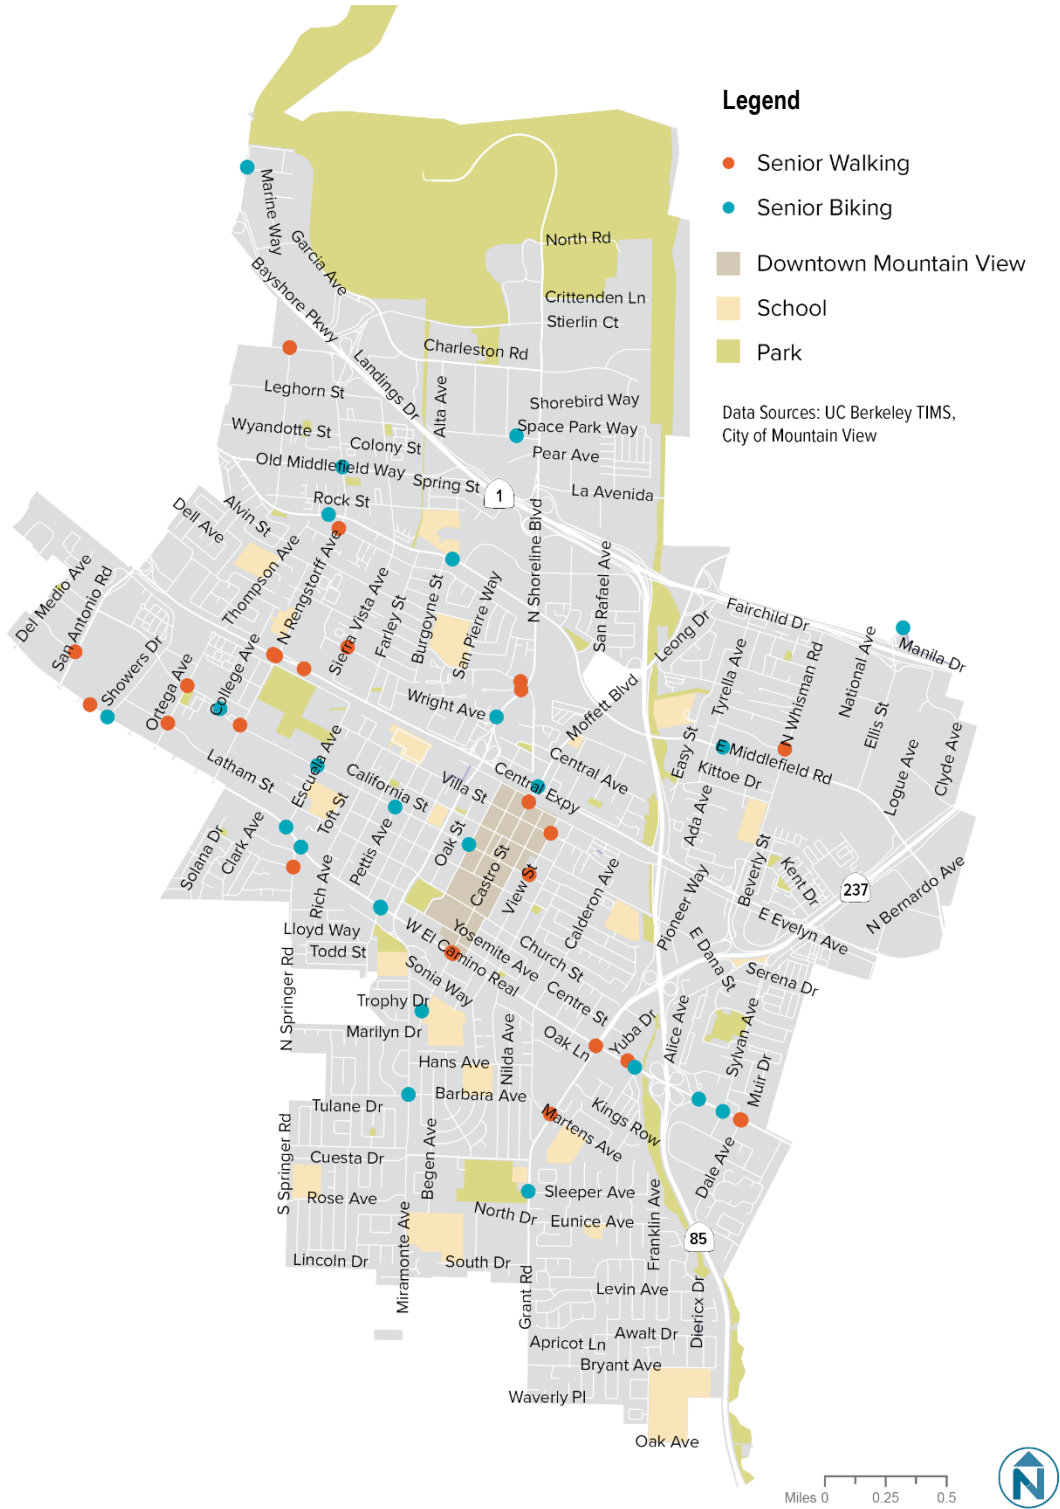 Legend
Senior Walking
Senior Biking
Downtown Mountain View
School
Park
Data Sources: UC Berkeley TIMS,
City of Mountain View
Marine Way
Garcia Ave
Bayshore Pkwy
North Rd
Crittenden Ln
Stierlin Ct
Charleston Rd
Landings Dr
Leghorn St
Alta Ave
Shorebird Way
Wyandotte St
Space Park Way
Colony St
Pear Ave
Old Middlefield Way
Spring St
La Avenida
1
Rock St
Alvin St
Dell Ave
N Shoreline Blvd
Thompson Ave
N Rengstorff Ave
San Rafael Ave
Del Medio Ave
San Antonio Rd
Sierra Vista Ave
Farley St
Burgoyne St
San Pierre Way
Fairchild Dr
Leong Dr
Manila Dr
Showers Dr
College Ave
Ortega Ave
Tyrella Ave
N Whisman Rd
National Ave
Ellis St
Wright Ave
Moffett Blvd
Easy St
E Middlefield Rd
Logue Ave
Clyde Ave
Escuela Ave
Latham St
California St
Villa St
Central Expy
Central Ave
Kittoe Dr
Toft St
Ada Ave
Solana Dr
Clark Ave
Pettis Ave
Oak St
Castro St
View St
Beverly St
Kent Dr
237
Rich Ave
Calderon Ave
Pioneer Way
N Bernardo Ave
E Evelyn Ave
Lloyd Way
Todd St
W El Camino Real
Yosemite Ave
Church St
E Dana St
Serena Dr
N Springer Rd
Sonia Way
Centre St
Trophy Dr
Marilyn Dr
Oak Ln
Yuba Dr
Alice Ave
Sylvan Ave
Nilda Ave
Hans Ave
Muir Dr
Barbara Ave
Tulane Dr
Kings Row
Martens Ave
S Springer Rd
Cuesta Dr
Begen Ave
Dale Ave
Rose Ave
Sleeper Ave
North Dr
Eunice Ave
Franklin Ave
85
Miramonte Ave
Lincoln Dr
South Dr
Grant Rd
Levin Ave
Diericx Dr
Awalt Dr
Apricot Ln
Bryant Ave
Waverly Pl
Oak Ave
N
Miles 0 0.25 0.5